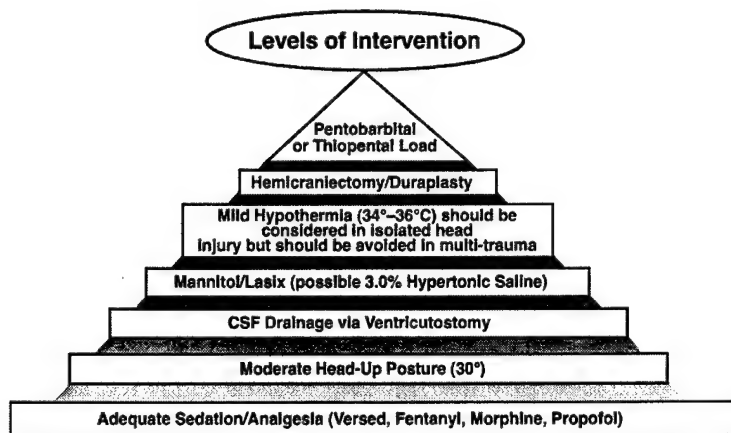 Levels of Intervention
Pentobarbital
or Thiopental Load
Hemicraniectomy/Duraplasty
Mild Hypothermia (34°–36°C) should be
considered in isolated head
injury but should be avoided in multi-trauma
Mannitol/Lasix (possible 3.0% Hypertonic Saline)
CSF Drainage via Ventricutostomy
Moderate Head-Up Posture (30°)
Adequate Sedation/Analgesia (Versed, Fentanyl, Morphine, Propofol)